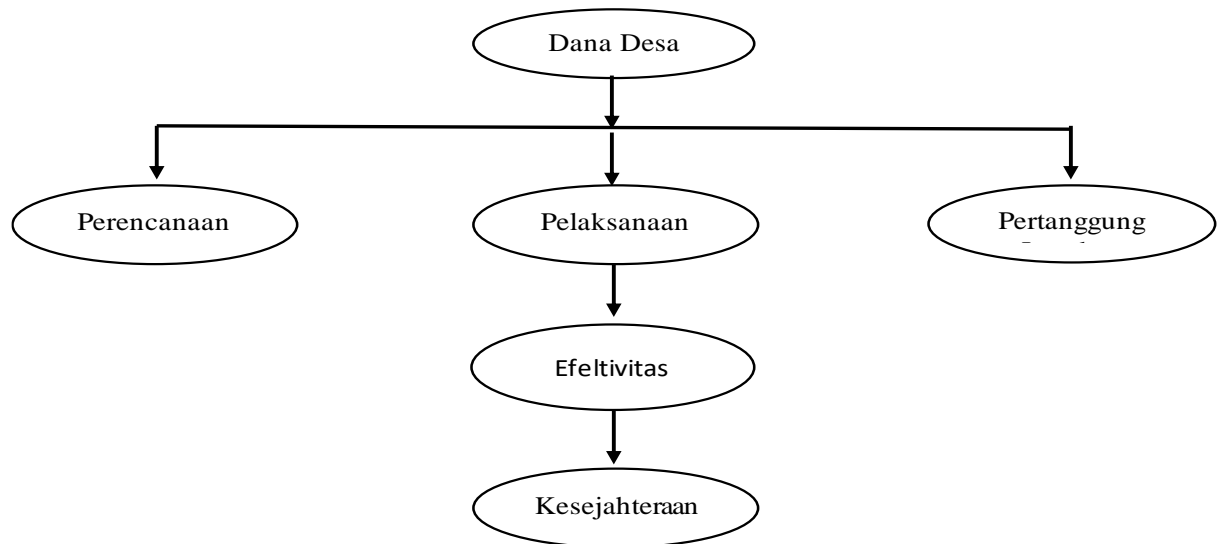 Dana Desa
Perencanaan
Pelaksanaan
Pertanggung
Efeltivitas
Kesejahteraan